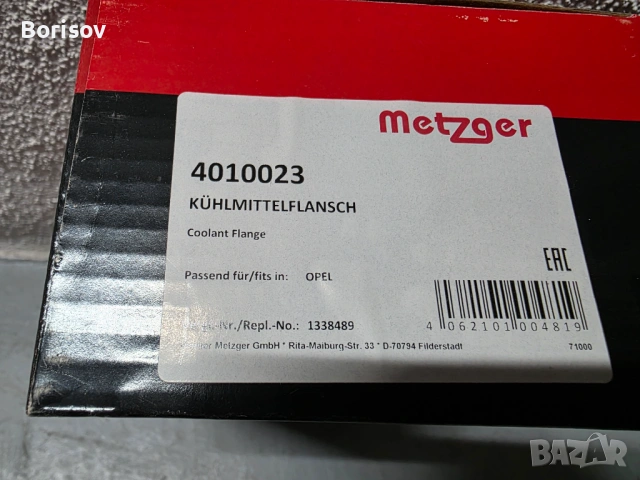 Borisov
metzger
4010023
KÜHLMITTELFLANSCH
Coolant Flange
EAC
Passend für/fits in: OPEL
Nr./Repl.-No.: 1338489
4 062101 004819
Metzger GmbH * Rita-Maiburg-Str. 33 * D-70794 Filderstadt
71000
BAZAR